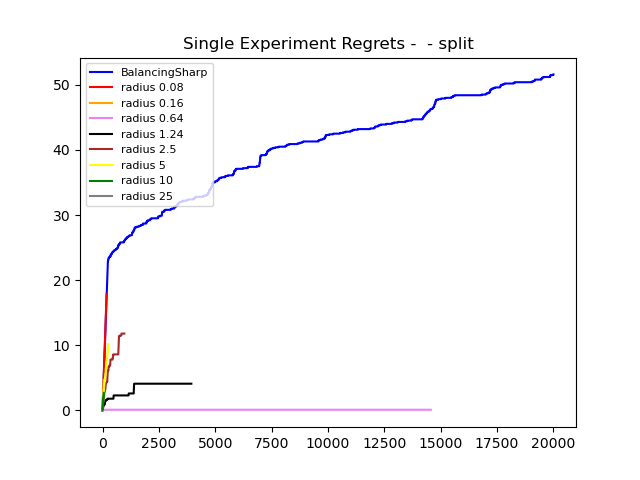 Single Experiment Regrets -  - split
BalancingSharp
radius 0.08
radius 0.16
radius 0.64
radius 1.24
radius 2.5
radius 5
radius 10
radius 25
50
40
30
20
10
0
0 2500 5000 7500 10000 12500 15000 17500 20000